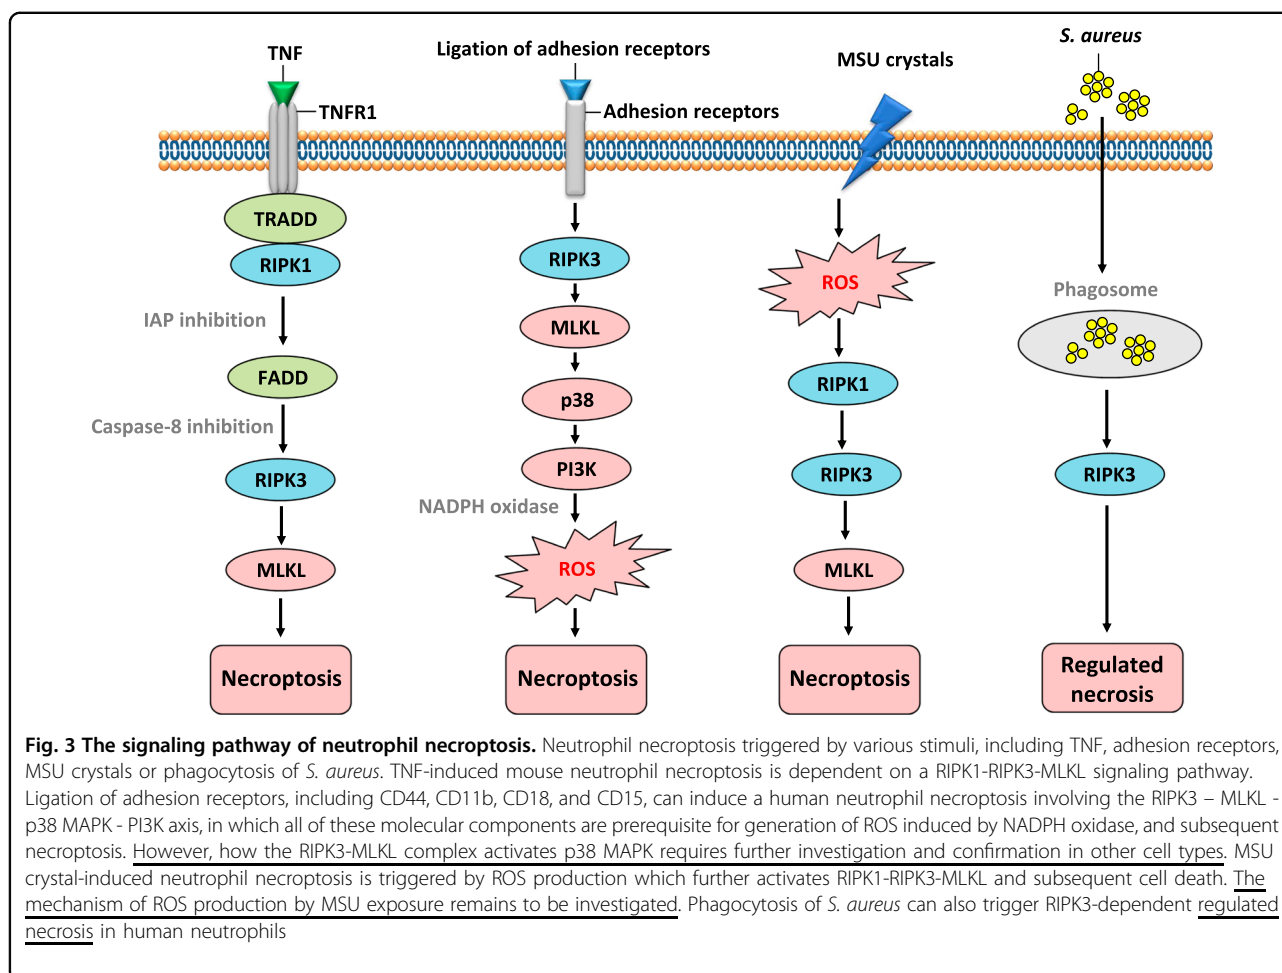 TNF
Ligation of adhesion receptors
MSU crystals
S. aureus
TNFR1
Adhesion receptors
TRADD
RIPK1
IAP inhibition
FADD
Caspase-8 inhibition
RIPK3
MLKL
Necroptosis
RIPK3
MLKL
p38
PI3K
NADPH oxidase
ROS
Necroptosis
ROS
RIPK1
RIPK3
MLKL
Necroptosis
Phagosome
RIPK3
Regulated
necrosis
Fig. 3 The signaling pathway of neutrophil necroptosis. Neutrophil necroptosis triggered by various stimuli, including TNF, adhesion receptors,
MSU crystals or phagocytosis of S. aureus. TNF-induced mouse neutrophil necroptosis is dependent on a RIPK1-RIPK3-MLKL signaling pathway.
Ligation of adhesion receptors, including CD44, CD11b, CD18, and CD15, can induce a human neutrophil necroptosis involving the RIPK3 – MLKL -
p38 MAPK - PI3K axis, in which all of these molecular components are prerequisite for generation of ROS induced by NADPH oxidase, and subsequent
necroptosis. However, how the RIPK3-MLKL complex activates p38 MAPK requires further investigation and confirmation in other cell types. MSU
crystal-induced neutrophil necroptosis is triggered by ROS production which further activates RIPK1-RIPK3-MLKL and subsequent cell death. The
mechanism of ROS production by MSU exposure remains to be investigated. Phagocytosis of S. aureus can also trigger RIPK3-dependent regulated
necrosis in human neutrophils